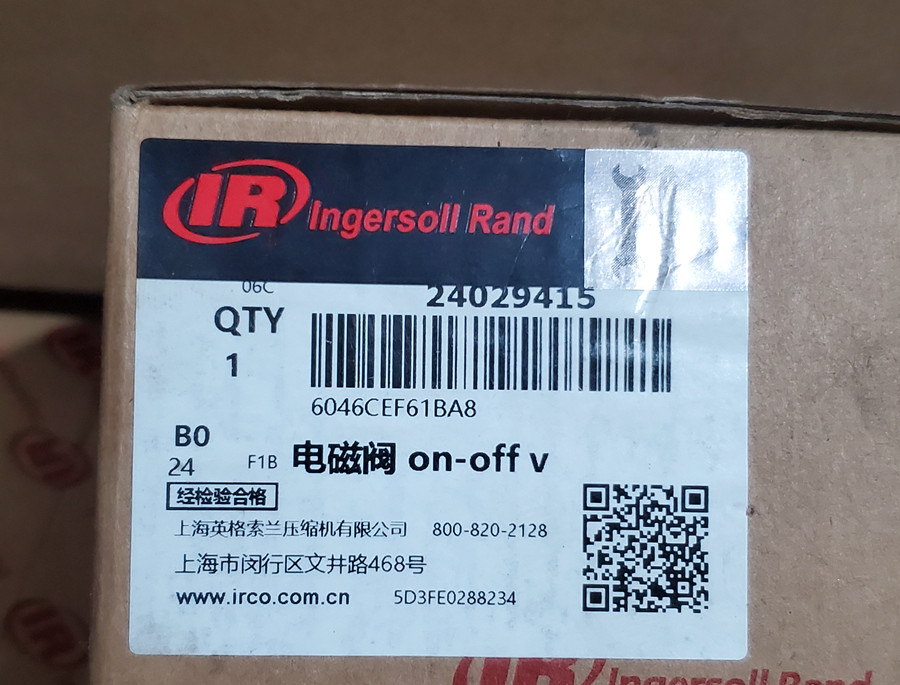 IR Ingersoll Rand
06C
24029415
QTY
1
6046CEF61BA8
B0
24 F1B 电磁阀 on-off v
经检验合格
上海英格索兰压缩机有限公司 800-820-2128
上海市闵行区文井路468号
www.irco.com.cn 5D3FE0288234
IR Ingersoll Rand